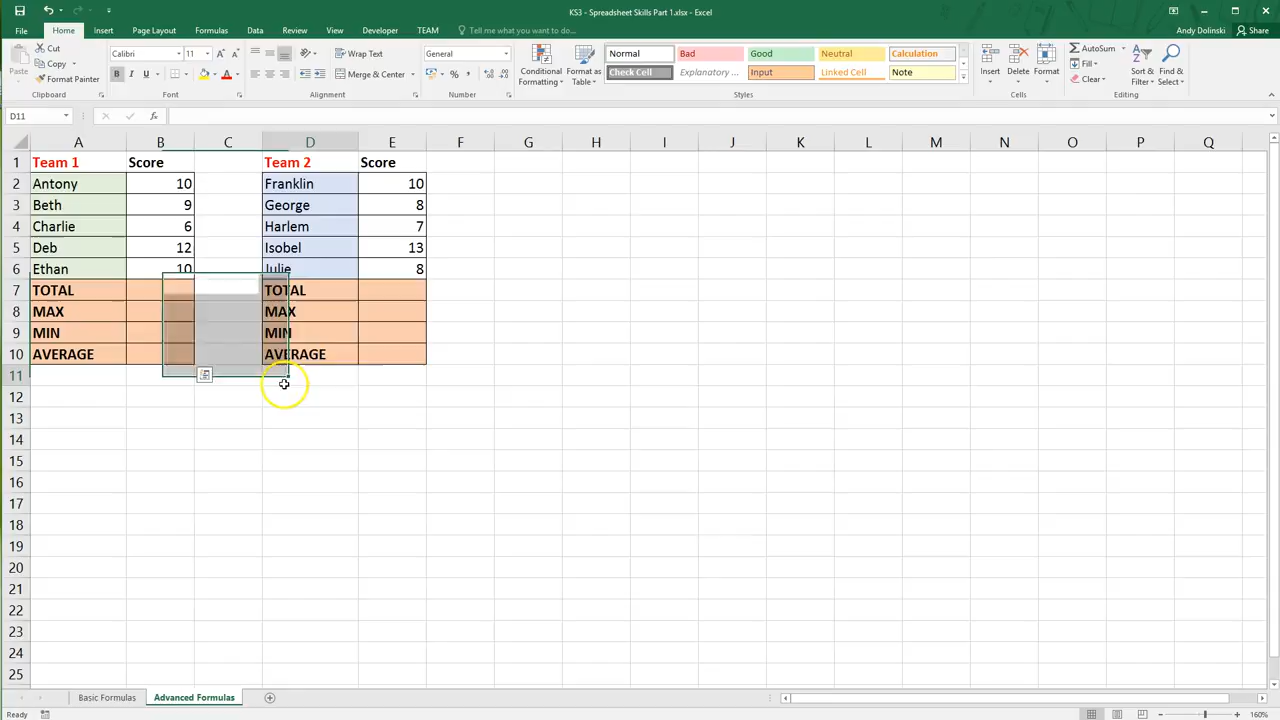 KS3 - Spreadsheet Skills Part 1.xlsx - Excel
File Home Insert Page Layout Formulas Data Review View Developer TEAM Tell me what you want to do... Andy Dolinski Share
Cut Calibri 11 Wrap Text General Normal Bad Good Neutral Calculation AutoSum
Copy Fill
Paste Format Painter B I U A Merge & Center % , Conditional Formatting Format as Table Check Cell Explanatory ... Input Linked Cell Note Insert Delete Format Clear Sort & Filter Find & Select
Clipboard Font Alignment Number Styles Cells Editing
D11 fx
A B C D E F G H I J K L M N O P Q
1 Team 1 Score Team 2 Score
2 Antony 10 Franklin 10
3 Beth 9 George 8
4 Charlie 6 Harlem 7
5 Deb 12 Isobel 13
6 Ethan 10 Julie 8
7 TOTAL TOTAL
8 MAX MAX
9 MIN MIN
10 AVERAGE AVERAGE
11
12
13
14
15
16
17
18
19
20
21
22
23
24
25
Basic Formulas Advanced Formulas
Ready 160%